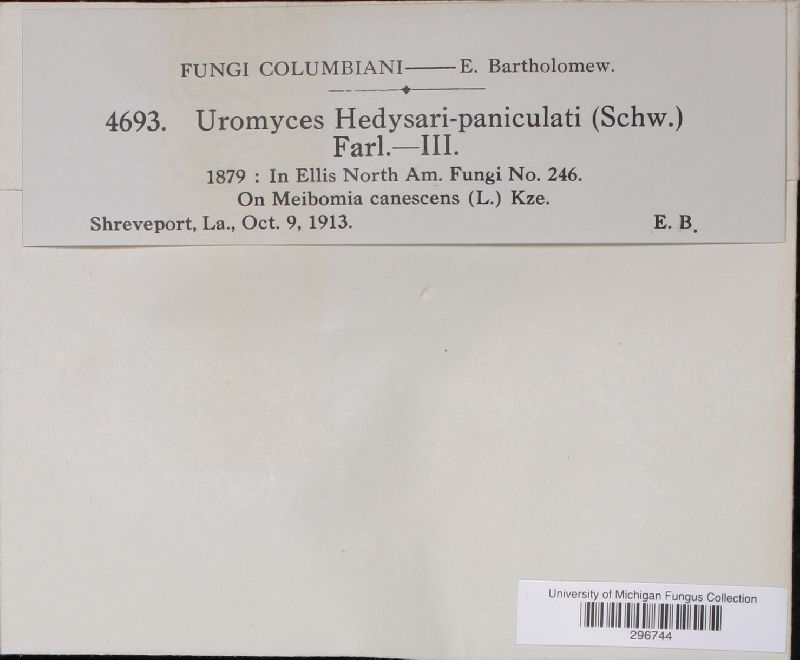 FUNGI COLUMBIANI—E. Bartholomew.
4693. Uromyces Hedysari-paniculati (Schw.)
Farl.—III.
1879 : In Ellis North Am. Fungi No. 246.
On Meibomia canescens (L.) Kze.
Shreveport, La., Oct. 9, 1913. E. B.
University of Michigan Fungus Collection
296744